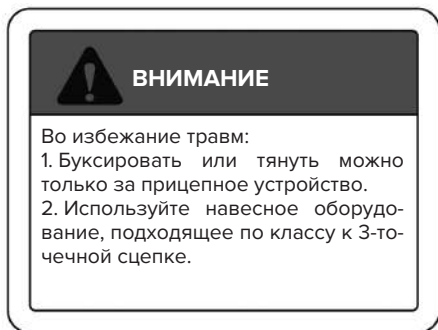 ВНИМАНИЕ
Во избежание травм:
1. Буксировать или тянуть можно
только за прицепное устройство.
2. Используйте навесное оборудо-
вание, подходящее по классу к 3-то-
чечной сцепке.